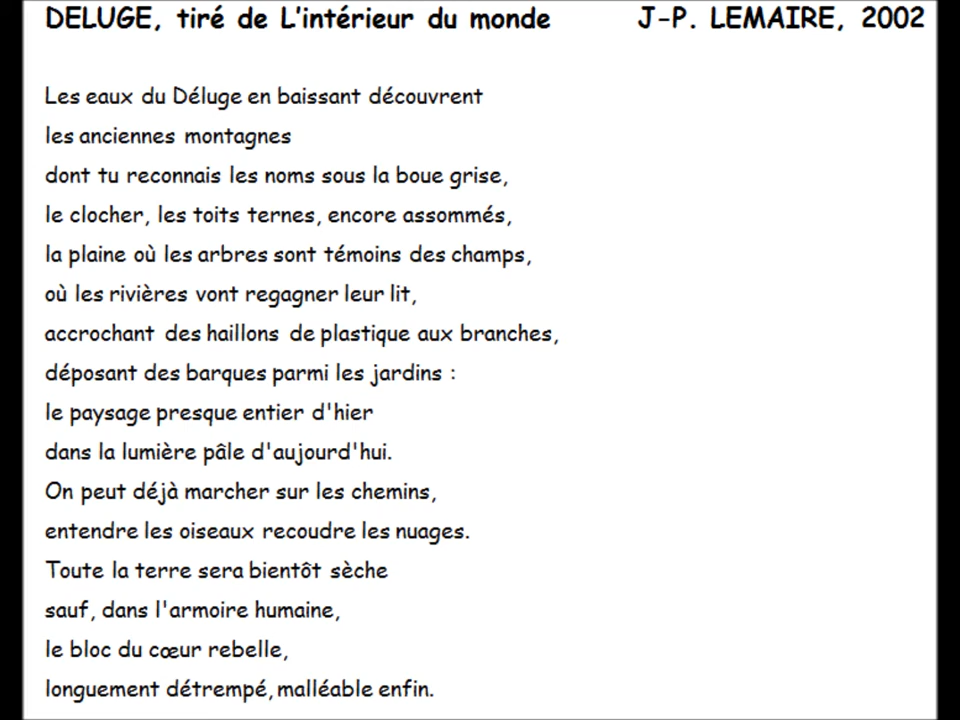 DELUGE, tiré de L'intérieur du monde J-P. LEMAIRE, 2002
Les eaux du Déluge en baissant découvrent
les anciennes montagnes
dont tu reconnais les noms sous la boue grise,
le clocher, les toits ternes, encore assommés,
la plaine où les arbres sont témoins des champs,
où les rivières vont regagner leur lit,
accrochant des haillons de plastique aux branches,
déposant des barques parmi les jardins :
le paysage presque entier d'hier
dans la lumière pâle d'aujourd'hui.
On peut déjà marcher sur les chemins,
entendre les oiseaux recoudre les nuages.
Toute la terre sera bientôt sèche
sauf, dans l'armoire humaine,
le bloc du cœur rebelle,
longuement détrempé, malléable enfin.